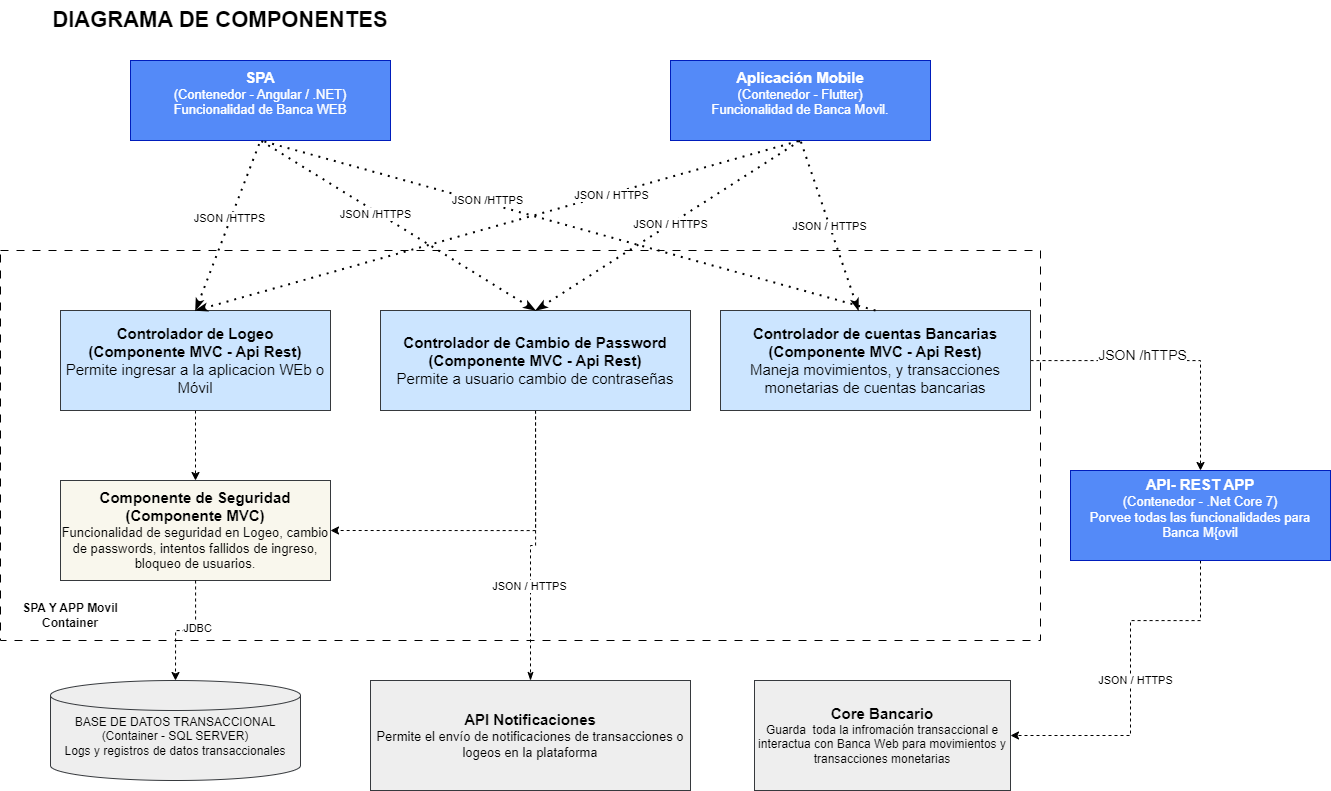 DIAGRAMA DE COMPONENTES
SPA
(Contenedor - Angular / .NET)
Funcionalidad de Banca WEB
Aplicación Mobile
(Contenedor - Flutter)
Funcionalidad de Banca Movil.
JSON /HTTPS
JSON /HTTPS
JSON /HTTPS
JSON / HTTPS
JSON / HTTPS
JSON / HTTPS
Controlador de Logeo
(Componente MVC - Api Rest)
Permite ingresar a la aplicacion WEb o
Móvil
Controlador de Cambio de Password
(Componente MVC - Api Rest)
Permite a usuario cambio de contraseñas
Controlador de cuentas Bancarias
(Componente MVC - Api Rest)
Maneja movimientos, y transacciones
monetarias de cuentas bancarias
JSON /hTTPS
Componente de Seguridad
(Componente MVC)
Funcionalidad de seguridad en Logeo, cambio
de passwords, intentos fallidos de ingreso,
bloqueo de usuarios.
API- REST APP
(Contenedor - .Net Core 7)
Porvee todas las funcionalidades para
Banca M{ovil
JSON / HTTPS
SPA Y APP Movil
Container
JDBC
JSON / HTTPS
BASE DE DATOS TRANSACCIONAL
(Container - SQL SERVER)
Logs y registros de datos transaccionales
API Notificaciones
Permite el envío de notificaciones de transacciones o
logeos en la plataforma
Core Bancario
Guarda toda la infromación transaccional e
interactua con Banca Web para movimientos y
transacciones monetarias